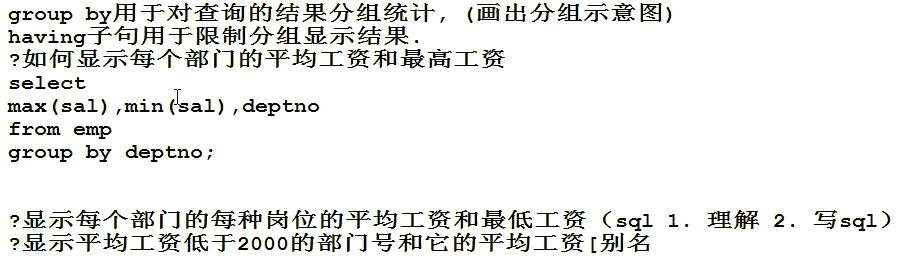 group by用于对查询的结果分组统计, (画出分组示意图)
having子句用于限制分组显示结果.
?如何显示每个部门的平均工资和最高工资
select
max(sal),min(sal),deptno
from emp
group by deptno;
?显示每个部门的每种岗位的平均工资和最低工资（sql 1. 理解 2. 写sql）
?显示平均工资低于2000的部门号和它的平均工资[别名